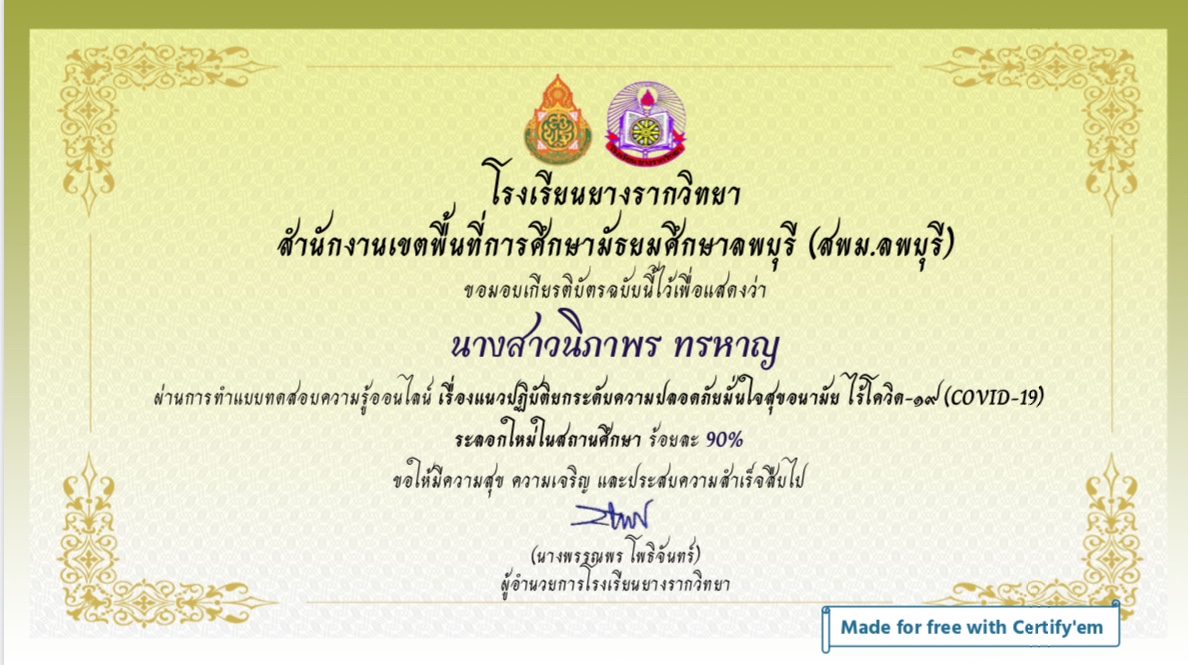 โรงเรียนยางรากวิทยา
สำนักงานเขตพื้นที่การศึกษามัธยมศึกษาลพบุรี (สพม.ลพบุรี)
ขอมอบเกียรติบัตรฉบับนี้ไว้เพื่อแสดงว่า
นางสาวนิภาพร ทรหาญ
ผ่านการทำแบบทดสอบความรู้ออนไลน์ เรื่องแนวปฏิบัติยกระดับความปลอดภัยมั่นใจสุขอนามัย ไร้โควิด-๑๙ (COVID-19)
ระลอกใหม่ในสถานศึกษา ร้อยละ 90%
ขอให้มีความสุข ความเจริญ และประสบความสำเร็จสืบไป
(นางพรรณพร โพธิจันทร์)
ผู้อำนวยการโรงเรียนยางรากวิทยา
Made for free with Certify'em